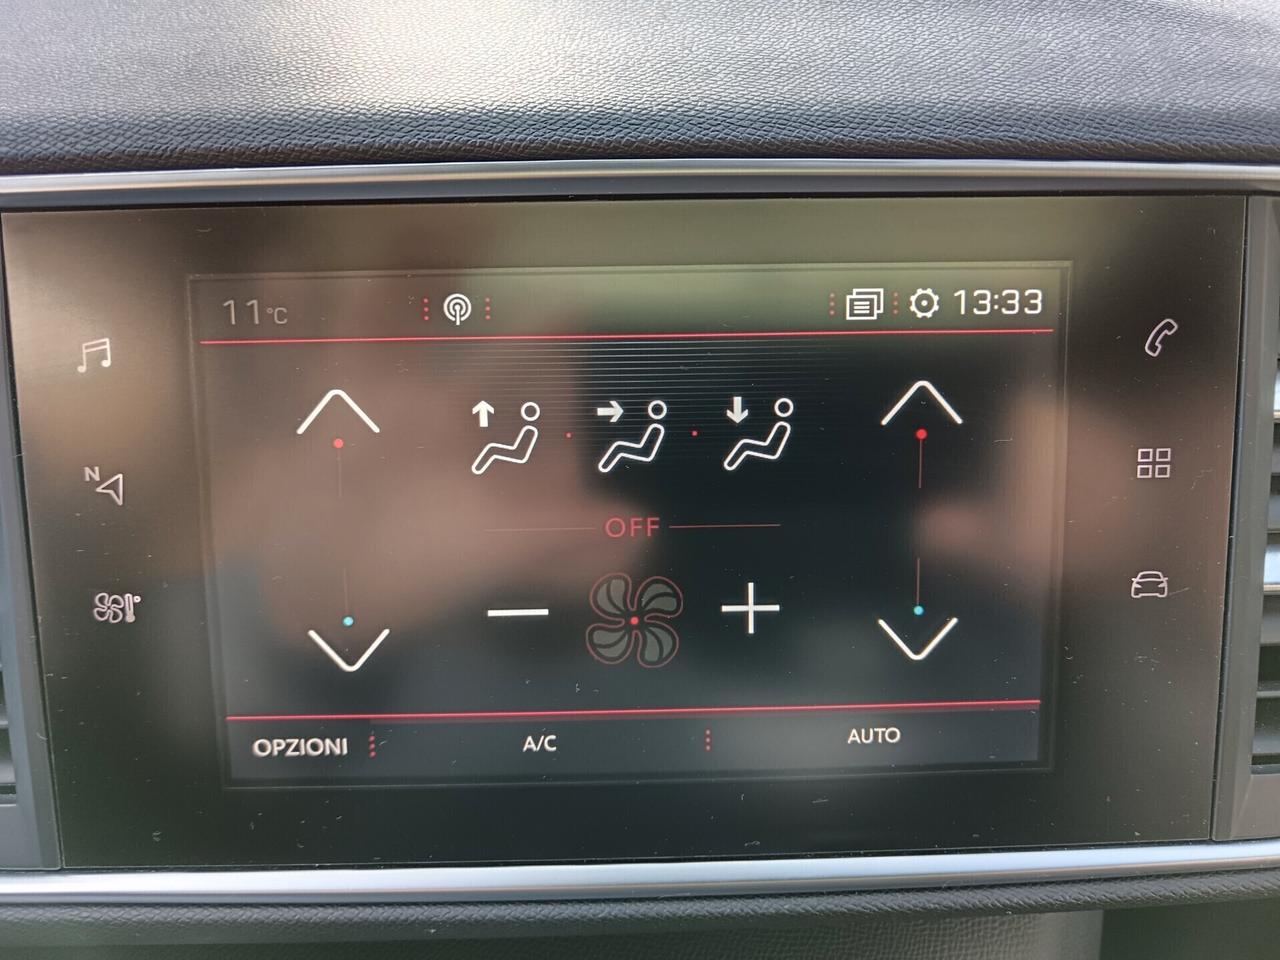 11°C
13:33
N
OFF
OPZIONI
A/C
AUTO